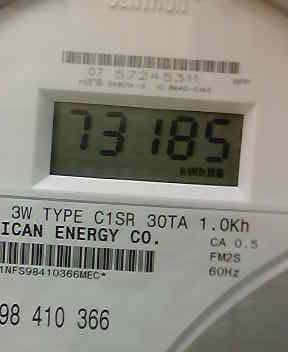 07 57245311
73185
kWh
3W TYPE C1SR 30TA 1.0Kh
ICAN ENERGY CO.
CA 0.5
FM2S
1NFS98410366MEC*
60Hz
98 410 366